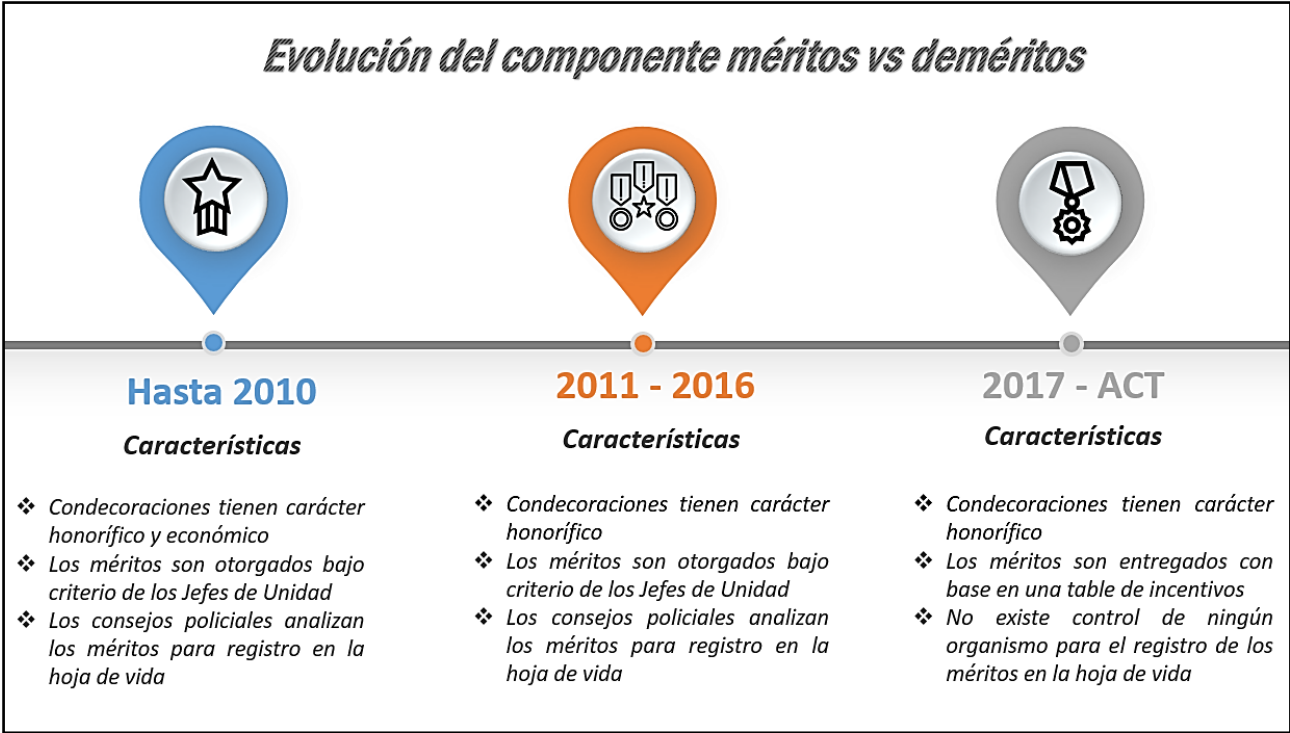 Evolución del componente méritos vs deméritos
Hasta 2010
Características
❖ Condecoraciones tienen carácter
honorífico y económico
❖ Los méritos son otorgados bajo
criterio de los Jefes de Unidad
❖ Los consejos policiales analizan
los méritos para registro en la
hoja de vida
2011 - 2016
Características
❖ Condecoraciones tienen carácter
honorífico
❖ Los méritos son otorgados bajo
criterio de los Jefes de Unidad
❖ Los consejos policiales analizan
los méritos para registro en la
hoja de vida
2017 - ACT
Características
❖ Condecoraciones tienen carácter
honorífico
❖ Los méritos son entregados con
base en una table de incentivos
❖ No existe control de ningún
organismo para el registro de los
méritos en la hoja de vida